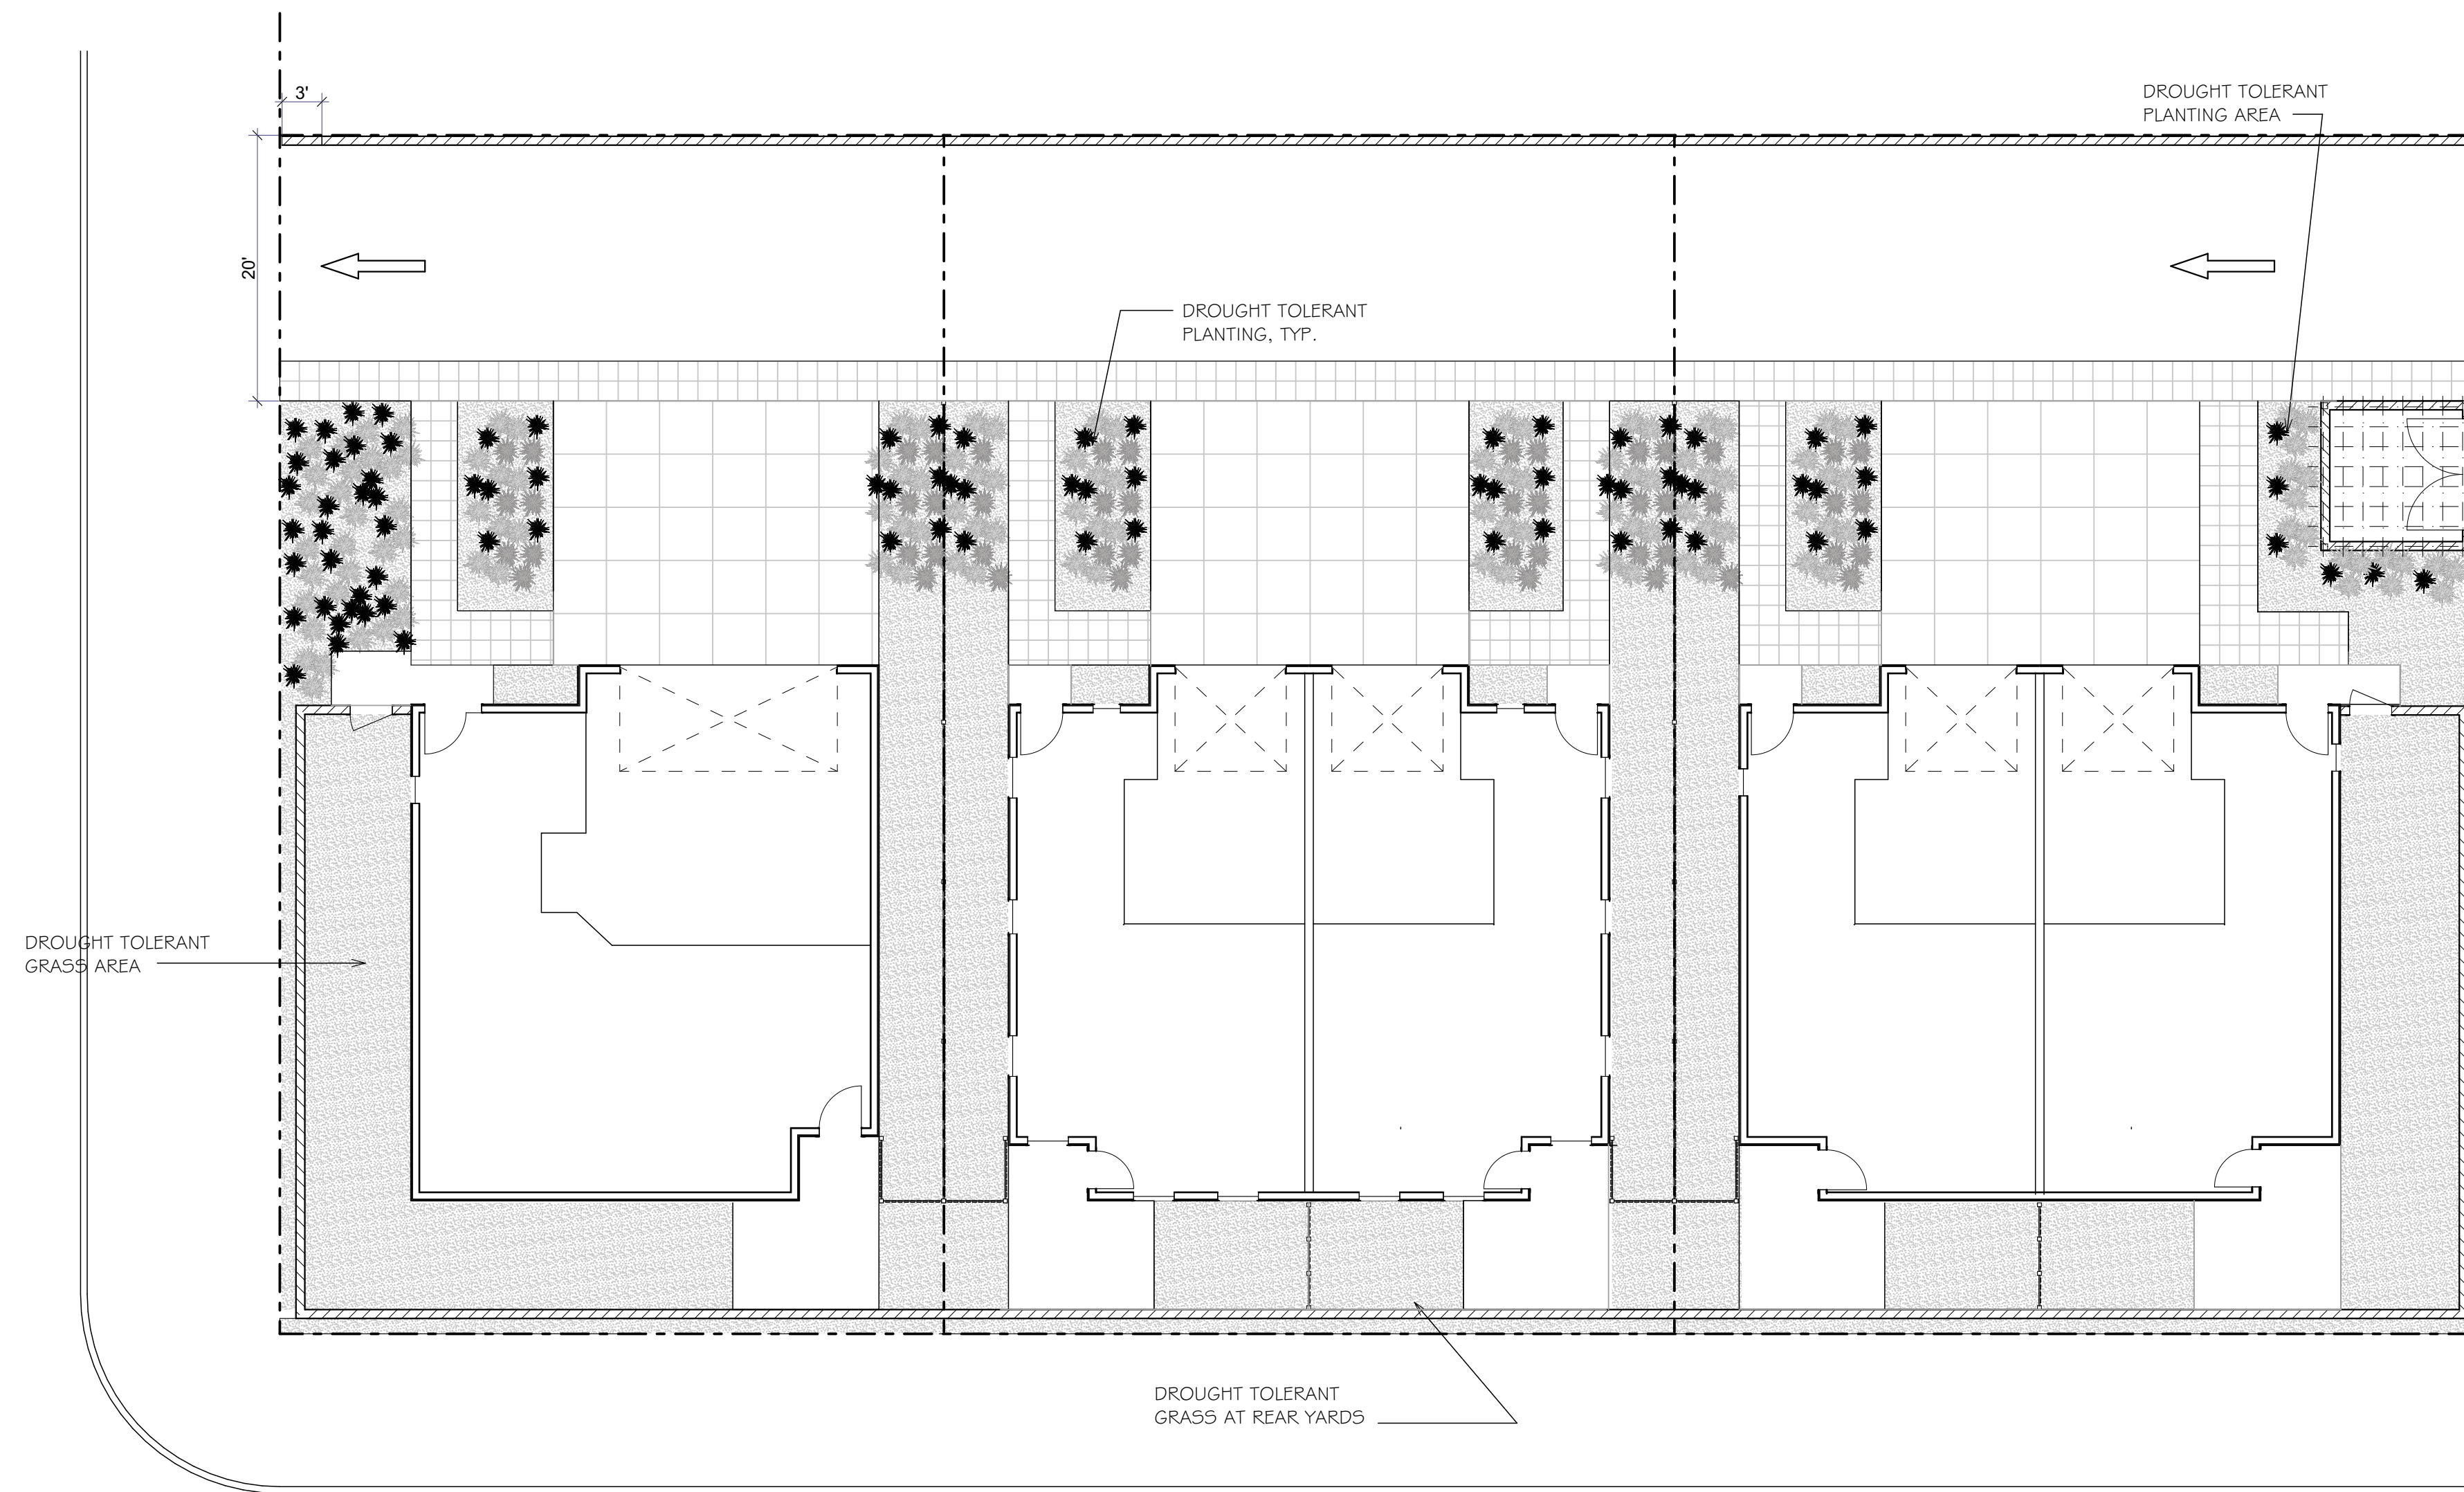 3'
DROUGHT TOLERANT
PLANTING AREA
20'
DROUGHT TOLERANT
PLANTING, TYP.
DROUGHT TOLERANT
GRASS AREA
DROUGHT TOLERANT
GRASS AT REAR YARDS